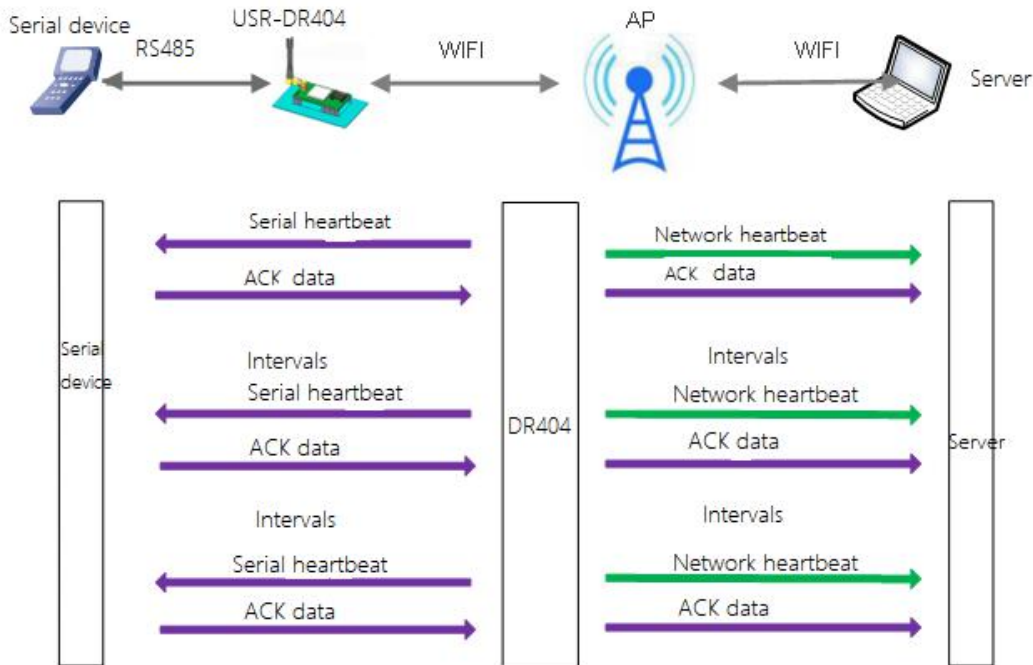 Serial device
RS485
USR-DR404
WIFI
AP
WIFI
Server
Serial heartbeat
Network heartbeat
ACK data
ACK data
Serial
device
Intervals
Intervals
Serial heartbeat
Network heartbeat
DR404
ACK data
ACK data
Server
Intervals
Intervals
Serial heartbeat
Network heartbeat
ACK data
ACK data